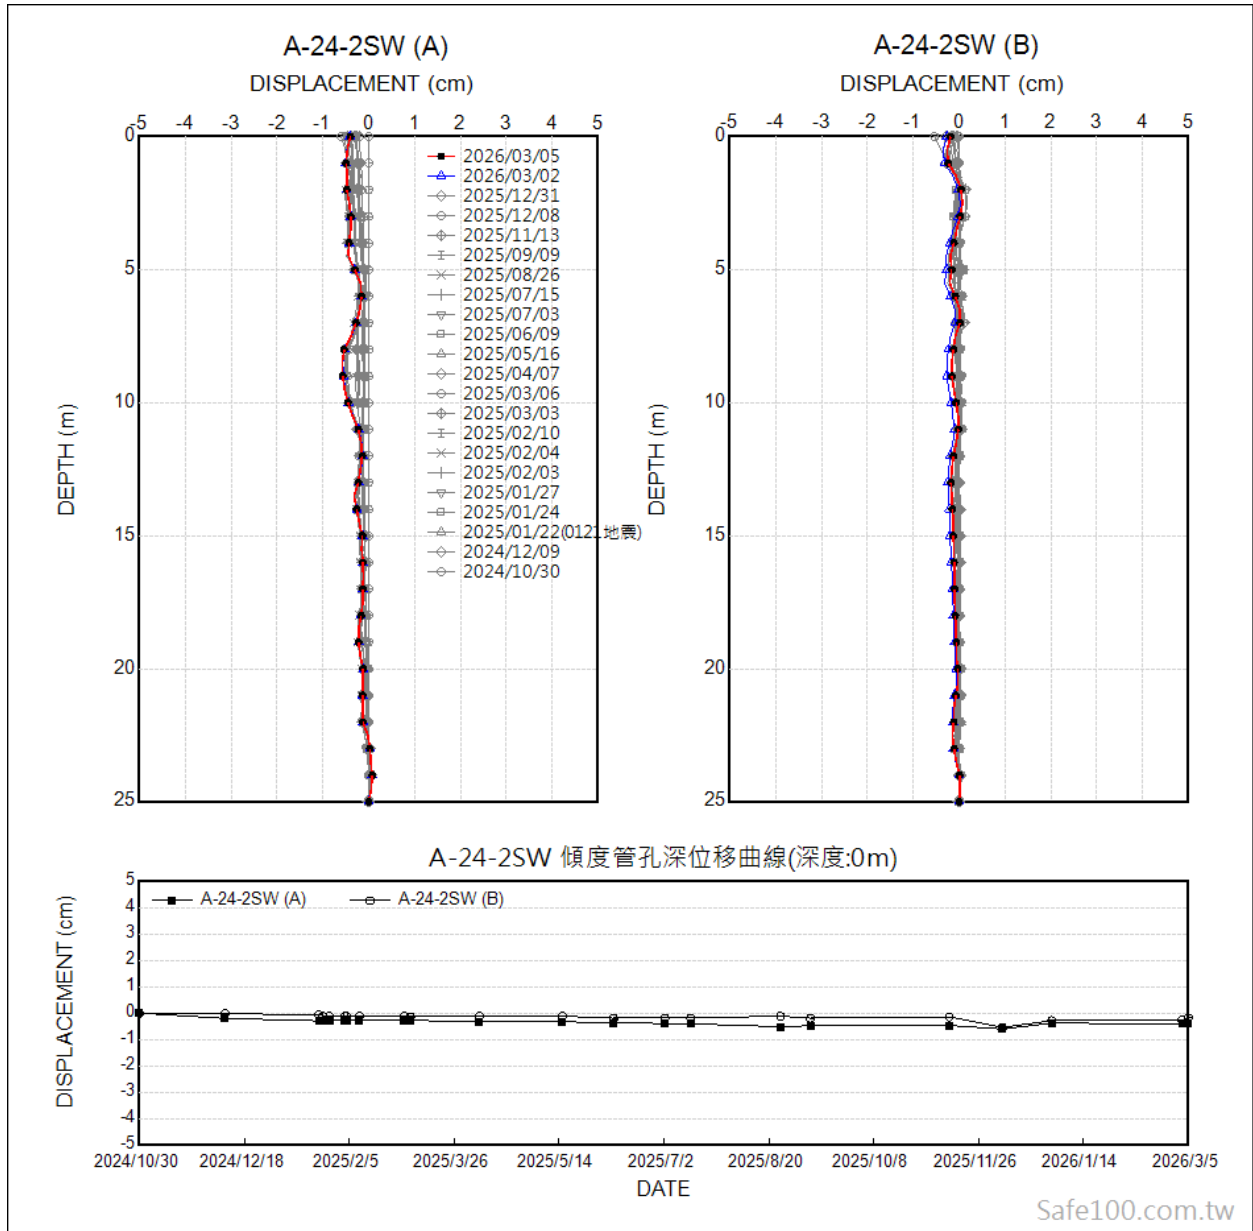 A-24-2SW (A)
DISPLACEMENT (cm)
-5 -4 -3 -2 -1 0 1 2 3 4 5
0
5
10
15
20
25
DEPTH (m)
2026/03/05
2026/03/02
2025/12/31
2025/12/08
2025/11/13
2025/09/09
2025/08/26
2025/07/15
2025/07/03
2025/06/09
2025/05/16
2025/04/07
2025/03/06
2025/03/03
2025/02/10
2025/02/04
2025/02/03
2025/01/27
2025/01/24
2025/01/22(0121地震)
2024/12/09
2024/10/30
A-24-2SW (B)
DISPLACEMENT (cm)
-5 -4 -3 -2 -1 0 1 2 3 4 5
0
5
10
15
20
25
DEPTH (m)
A-24-2SW 傾度管孔深位移曲線(深度:0m)
A-24-2SW (A) A-24-2SW (B)
5
4
3
2
1
0
-1
-2
-3
-4
-5
DISPLACEMENT (cm)
2024/10/30 2024/12/18 2025/2/5 2025/3/26 2025/5/14 2025/7/2 2025/8/20 2025/10/8 2025/11/26 2026/1/14 2026/3/5
DATE
Safe100.com.tw